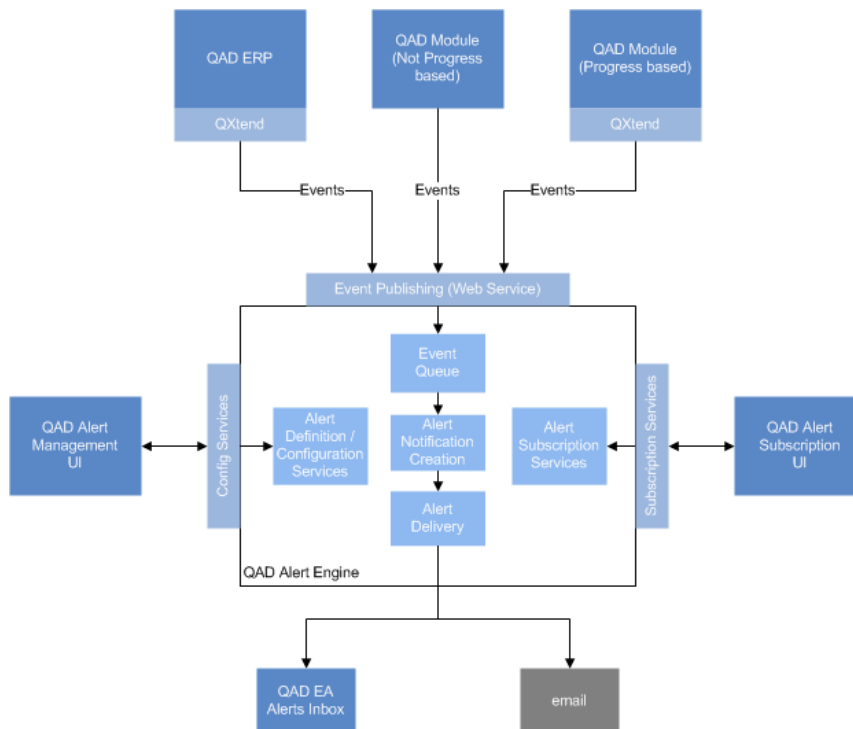 QAD ERP
QXtend
QAD Module
(Not Progress
based)
QAD Module
(Progress based)
QXtend
Events
Events
Events
Event Publishing (Web Service)
Event
Queue
QAD Alert
Management
UI
Config Services
Alert
Definition /
Configuration
Services
Alert
Notification
Creation
Alert
Subscription
Services
Subscription Services
QAD Alert
Subscription
UI
Alert
Delivery
QAD Alert Engine
QAD EA
Alerts Inbox
email